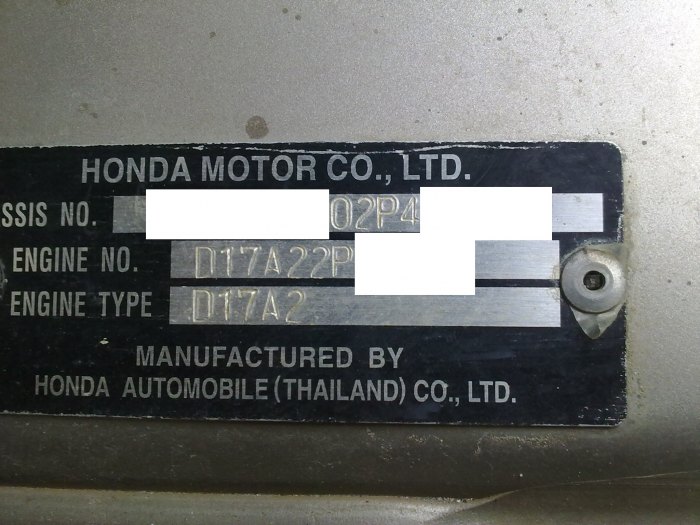 HONDA MOTOR CO., LTD.
SSIS NO. 02P4
ENGINE NO. D17A22P
ENGINE TYPE D17A2
MANUFACTURED BY
HONDA AUTOMOBILE (THAILAND) CO., LTD.